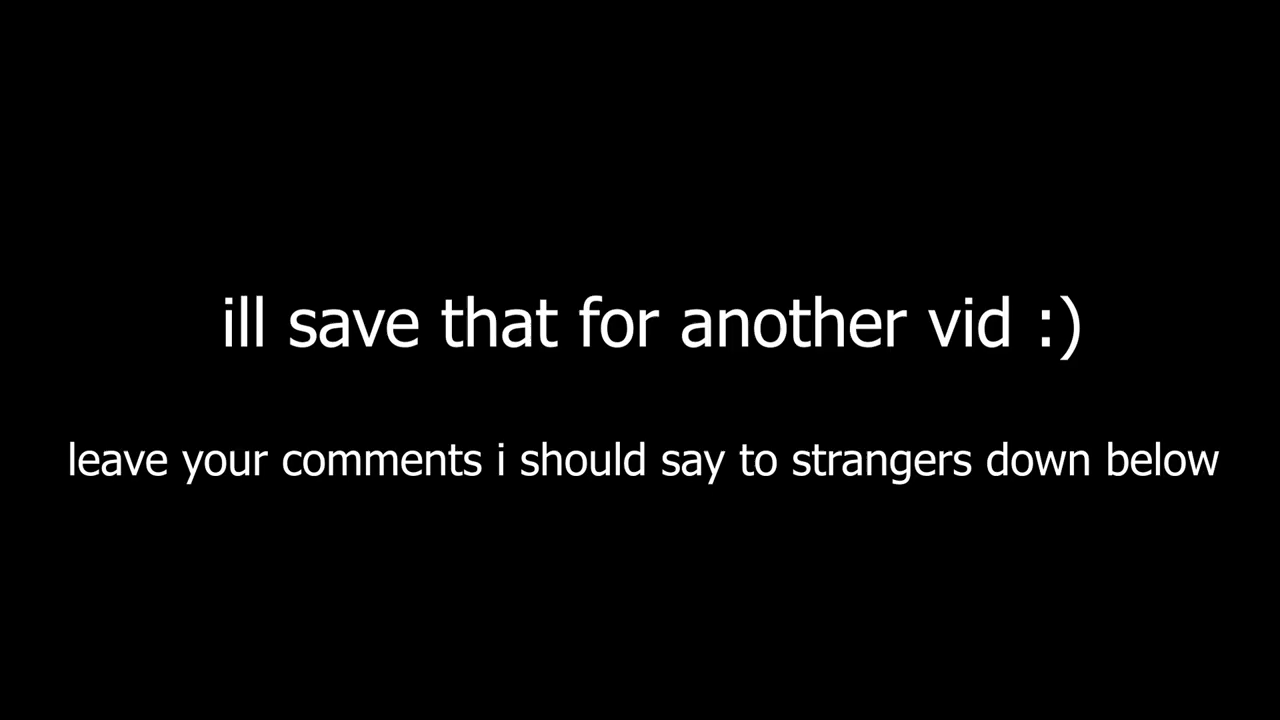 ill save that for another vid :)
leave your comments i should say to strangers down below